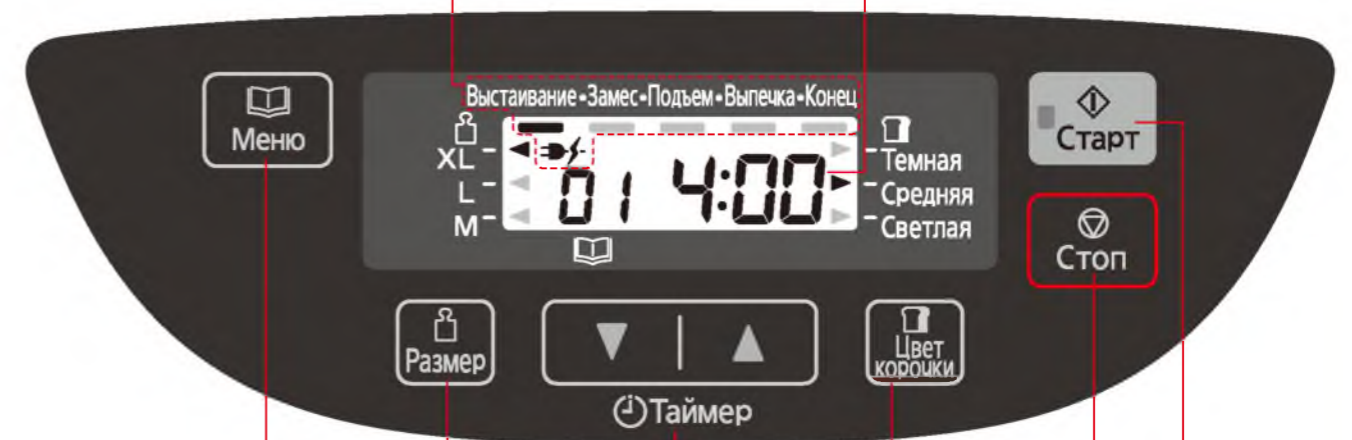 Меню
Выстаивание•Замес•Подъем•Выпечка•Конец
XL
L
M
01 4:00
Темная
Средняя
Светлая
Старт
Стоп
Размер
Таймер
Цвет
корочки